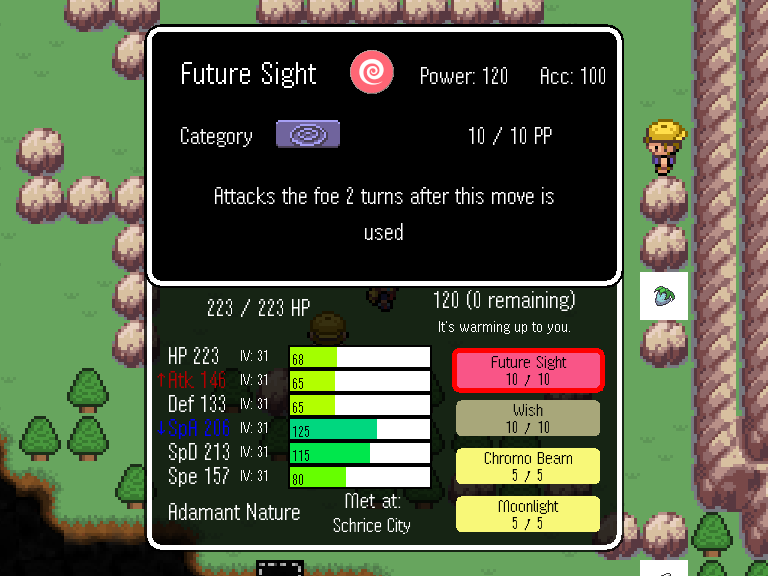 Future Sight Power: 120 Acc: 100
Category 10 / 10 PP
Attacks the foe 2 turns after this move is
used
223 / 223 HP 120 (0 remaining)
It's warming up to you.
HP 223 IV: 31 68
↑Atk 146 IV: 31 65
Def 133 IV: 31 65
↓SpA 206 IV: 31 125
SpD 213 IV: 31 115
Spe 157 IV: 31 80
Adamant Nature
Met at:
Schrice City
Future Sight
10 / 10
Wish
10 / 10
Chromo Beam
5 / 5
Moonlight
5 / 5